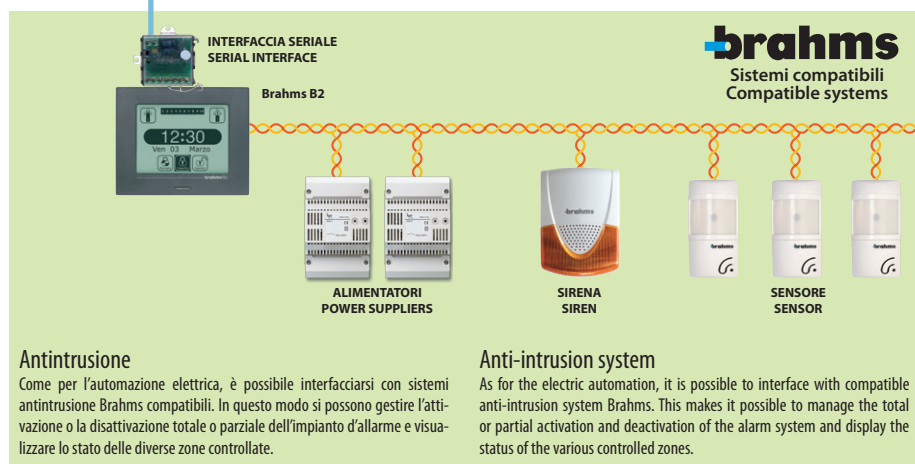 INTERFACCIA SERIALE
SERIAL INTERFACE
Brahms B2
brahms
Sistemi compatibili
Compatible systems
12:30
Ven 03 Marzo
brahms
brahms
brahms
brahms
brahms
ALIMENTATORI
POWER SUPPLIERS
SIRENA
SIREN
SENSORE
SENSOR
Antintrusione
Come per l'automazione elettrica, è possibile interfacciarsi con sistemi
antintrusione Brahms compatibili. In questo modo si possono gestire l'atti-
vazione o la disattivazione totale o parziale dell'impianto d'allarme e visua-
lizzare lo stato delle diverse zone controllate.
Anti-intrusion system
As for the electric automation, it is possible to interface with compatible
anti-intrusion system Brahms. This makes it possible to manage the total
or partial activation and deactivation of the alarm system and display the
status of the various controlled zones.